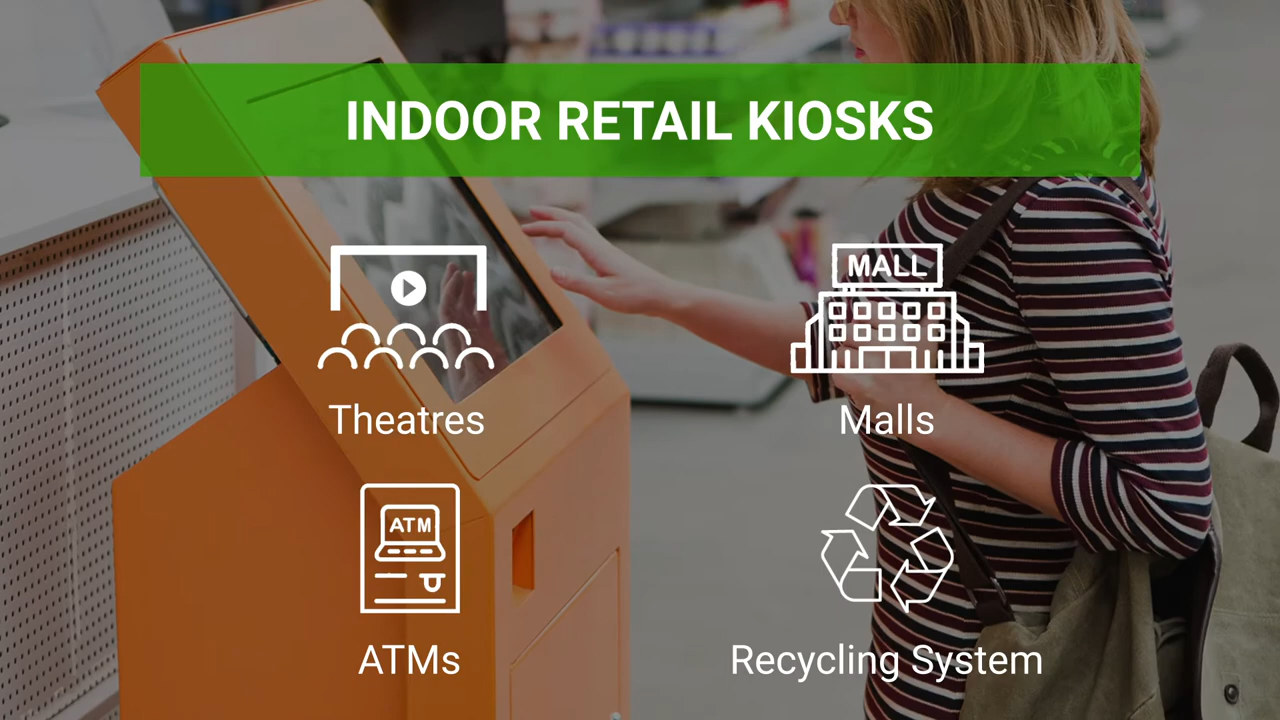 INDOOR RETAIL KIOSKS
MALL
Theatres
Malls
ATM
ATMs
Recycling System